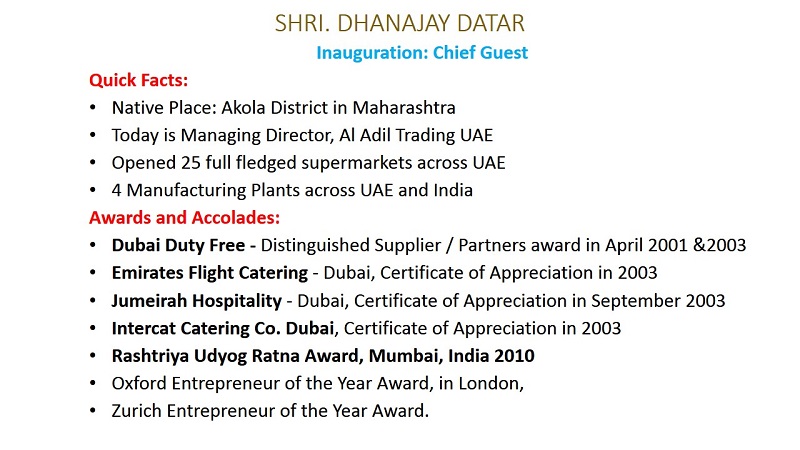 SHRI. DHANAJAY DATAR
Inauguration: Chief Guest
Quick Facts:
• Native Place: Akola District in Maharashtra
• Today is Managing Director, Al Adil Trading UAE
• Opened 25 full fledged supermarkets across UAE
• 4 Manufacturing Plants across UAE and India
Awards and Accolades:
• Dubai Duty Free - Distinguished Supplier / Partners award in April 2001 &2003
• Emirates Flight Catering - Dubai, Certificate of Appreciation in 2003
• Jumeirah Hospitality - Dubai, Certificate of Appreciation in September 2003
• Intercat Catering Co. Dubai, Certificate of Appreciation in 2003
• Rashtriya Udyog Ratna Award, Mumbai, India 2010
• Oxford Entrepreneur of the Year Award, in London,
• Zurich Entrepreneur of the Year Award.